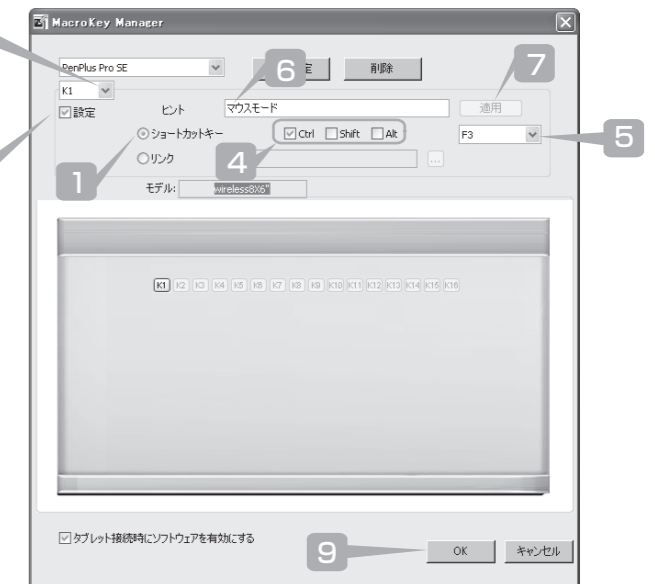 MacroKey Manager
PenPlus Pro SE
6
定
削除
7
K1
設定
ヒント
マウスモード
適用
ショートカットキー
Ctrl
Shift
Alt
F3
5
1
リンク
4
...
モデル:
wireless8X6"
K1 K2 K3 K4 K5 K6 K7 K8 K9 K10 K11 K12 K13 K14 K15 K16
タブレット接続時にソフトウェアを有効にする
9
OK
キャンセル